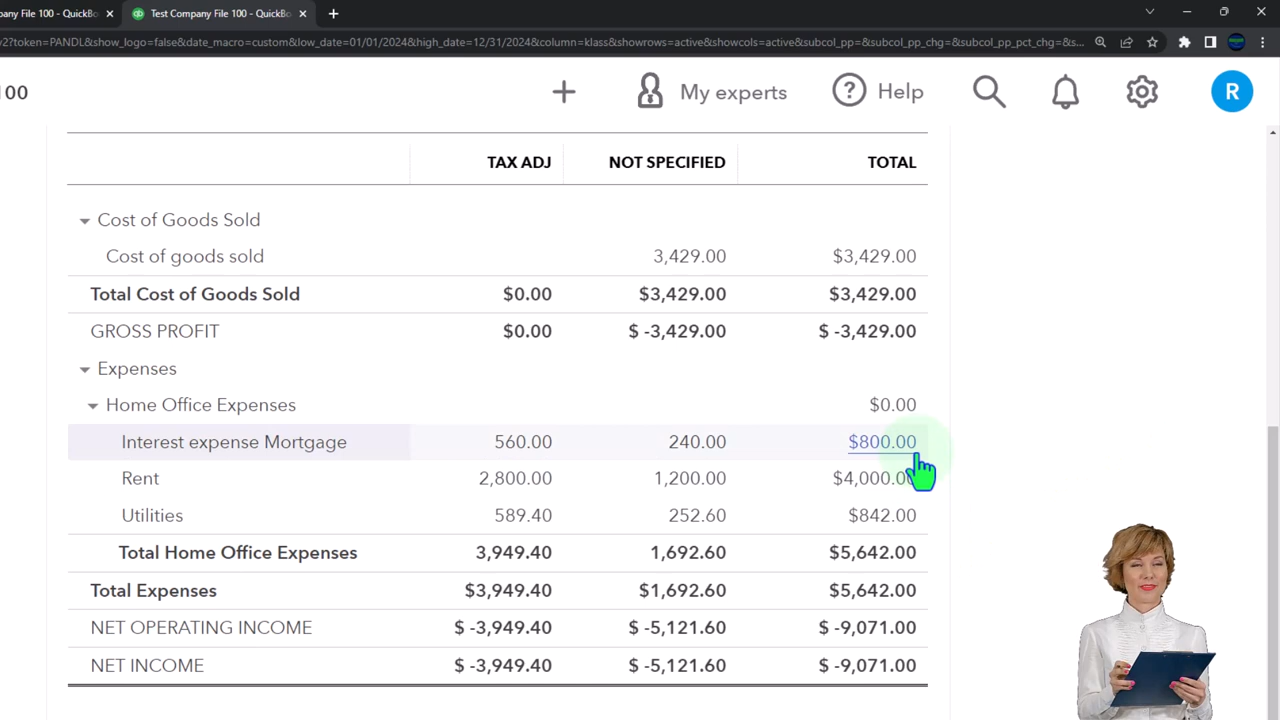 any File 100 - QuickBo
Test Company File 100 - QuickBo
v2?token=PANDL&show_logo=false&date_macro=custom&low_date=01/01/2024&high_date=12/31/2024&column=klass&showrows=active&showcols=active&subcol_pp=&subcol_pp_chg=&subcol_pp_pct_chg=&s...
100 My experts ? Help R
TAX ADJ NOT SPECIFIED TOTAL
Cost of Goods Sold
Cost of goods sold 3,429.00 $3,429.00
Total Cost of Goods Sold $0.00 $3,429.00 $3,429.00
GROSS PROFIT $0.00 $ -3,429.00 $ -3,429.00
Expenses
Home Office Expenses $0.00
Interest expense Mortgage 560.00 240.00 $800.00
Rent 2,800.00 1,200.00 $4,000.00
Utilities 589.40 252.60 $842.00
Total Home Office Expenses 3,949.40 1,692.60 $5,642.00
Total Expenses $3,949.40 $1,692.60 $5,642.00
NET OPERATING INCOME $ -3,949.40 $ -5,121.60 $ -9,071.00
NET INCOME $ -3,949.40 $ -5,121.60 $ -9,071.00